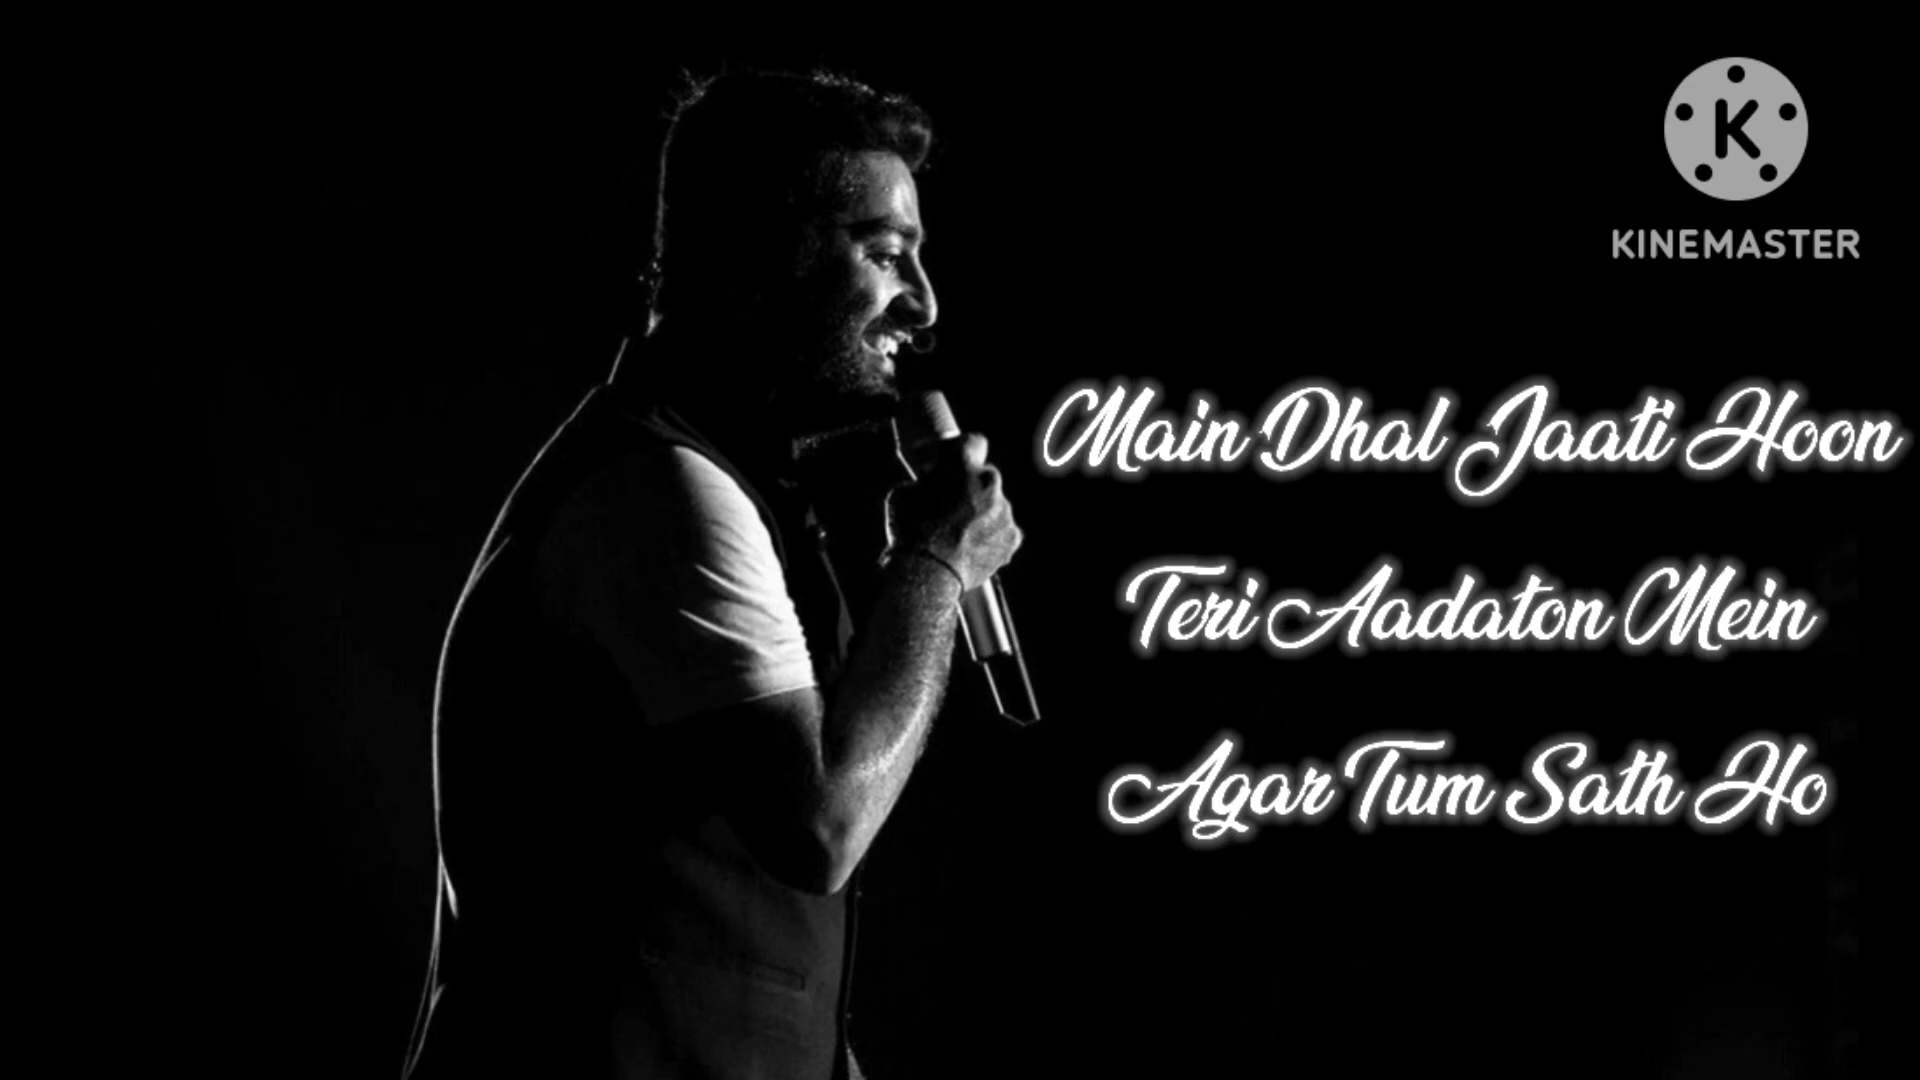 K
KINEMASTER
Main Dhal Jaati Hoon
Teri Aadaton Mein
Agar Tum Sath Ho